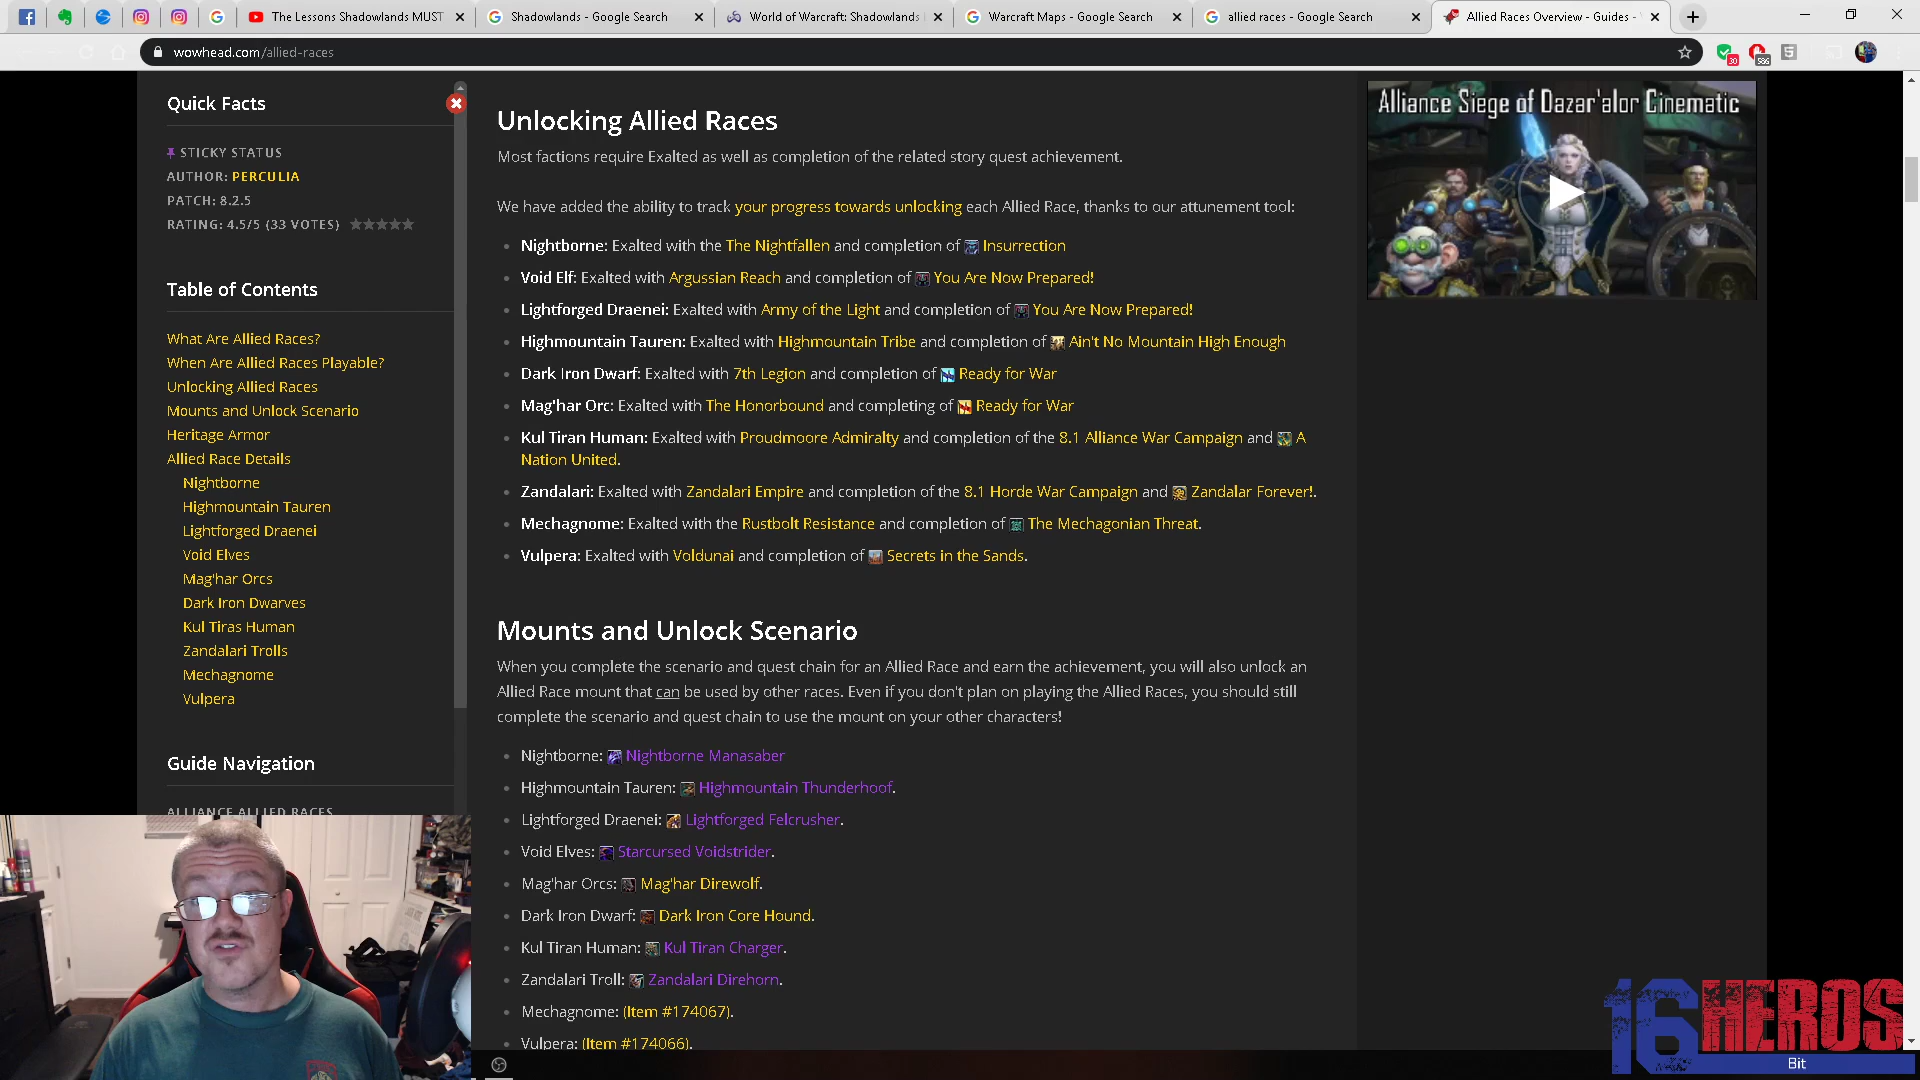 The Lessons Shadowlands MUST
Shadowlands - Google Search
World of Warcraft: Shadowlands
Warcraft Maps - Google Search
allied races - Google Search
Allied Races Overview - Guides -
wowhead.com/allied-races
30
586
Quick Facts
STICKY STATUS
AUTHOR: PERCULIA
PATCH: 8.2.5
RATING: 4.5/5 (33 VOTES)
Table of Contents
What Are Allied Races?
When Are Allied Races Playable?
Unlocking Allied Races
Mounts and Unlock Scenario
Heritage Armor
Allied Race Details
Nightborne
Highmountain Tauren
Lightforged Draenei
Void Elves
Mag'har Orcs
Dark Iron Dwarves
Kul Tiras Human
Zandalari Trolls
Mechagnome
Vulpera
Guide Navigation
ALLIANCE ALLIED RACES
Unlocking Allied Races
Most factions require Exalted as well as completion of the related story quest achievement.
We have added the ability to track your progress towards unlocking each Allied Race, thanks to our attunement tool:
Nightborne: Exalted with the The Nightfallen and completion of Insurrection
Void Elf: Exalted with Argussian Reach and completion of You Are Now Prepared!
Lightforged Draenei: Exalted with Army of the Light and completion of You Are Now Prepared!
Highmountain Tauren: Exalted with Highmountain Tribe and completion of Ain't No Mountain High Enough
Dark Iron Dwarf: Exalted with 7th Legion and completion of Ready for War
Mag'har Orc: Exalted with The Honorbound and completing of Ready for War
Kul Tiran Human: Exalted with Proudmoore Admiralty and completion of the 8.1 Alliance War Campaign and A
Nation United.
Zandalari: Exalted with Zandalari Empire and completion of the 8.1 Horde War Campaign and Zandalar Forever!.
Mechagnome: Exalted with the Rustbolt Resistance and completion of The Mechagonian Threat.
Vulpera: Exalted with Voldunai and completion of Secrets in the Sands.
Mounts and Unlock Scenario
When you complete the scenario and quest chain for an Allied Race and earn the achievement, you will also unlock an
Allied Race mount that can be used by other races. Even if you don't plan on playing the Allied Races, you should still
complete the scenario and quest chain to use the mount on your other characters!
Nightborne: Nightborne Manasaber
Highmountain Tauren: Highmountain Thunderhoof.
Lightforged Draenei: Lightforged Felcrusher.
Void Elves: Starcursed Voidstrider.
Mag'har Orcs: Mag'har Direwolf.
Dark Iron Dwarf: Dark Iron Core Hound.
Kul Tiran Human: Kul Tiran Charger.
Zandalari Troll: Zandalari Direhorn.
Mechagnome: (Item #174067).
Vulpera: (Item #174066).
Alliance Siege of Dazar'alor Cinematic
16 HEROS
Bit